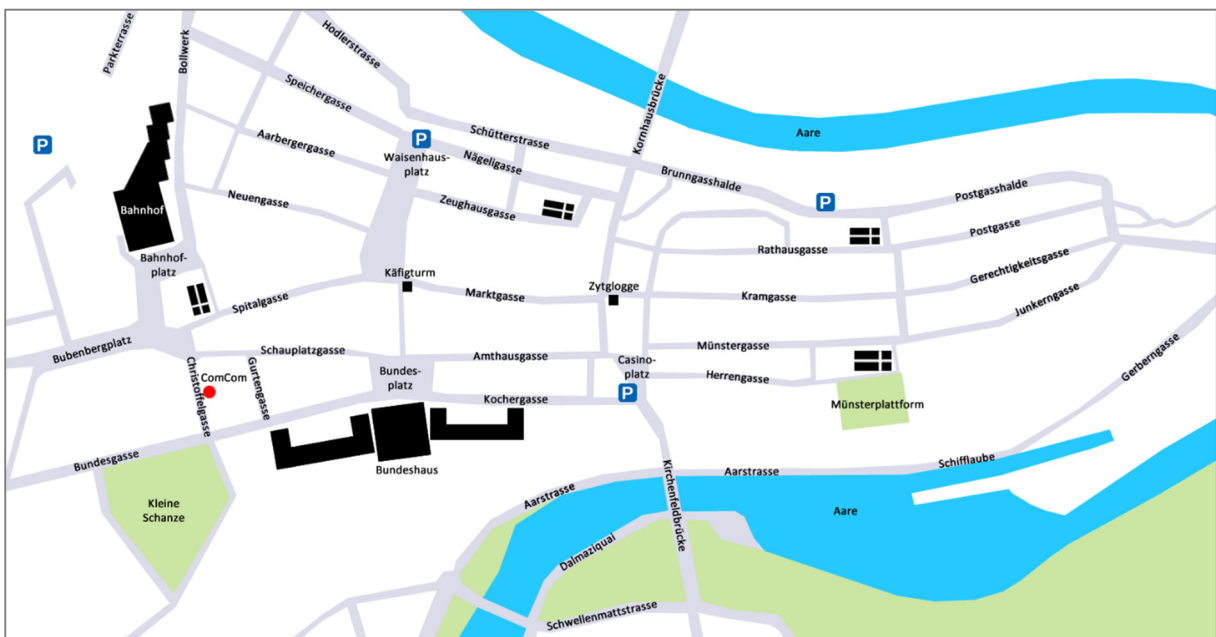 Parkterrasse
Bollwerk
Hodlerstrasse
Speichergasse
Kornhausbrücke
Aare
P
P
Schütterstrasse
Waisenhaus-
platz
Nägeligasse
Aarbergergasse
Brunngasshalde
P
Postgasshalde
Neuengasse
Zeughausgasse
Bahnhof
Postgasse
Rathausgasse
Bahnhof-
platz
Käfigturm
Gerechtigkeitsgasse
Spitalgasse
Marktgasse
Zytglogge
Kramgasse
Junkerngasse
Bubenbergplatz
Schauplatzgasse
Amthausgasse
Münstergasse
Gerberngasse
Christoffelgasse
ComCom
Gurtengasse
Bundes-
platz
Casino-
platz
Herrengasse
P
Kochergasse
Münsterplattform
Bundesgasse
Bundeshaus
Kirchenfeldbrücke
Aarstrasse
Schifflaube
Aarstrasse
Kleine
Schanze
Aare
Dalmaziquai
Schwellenmattstrasse